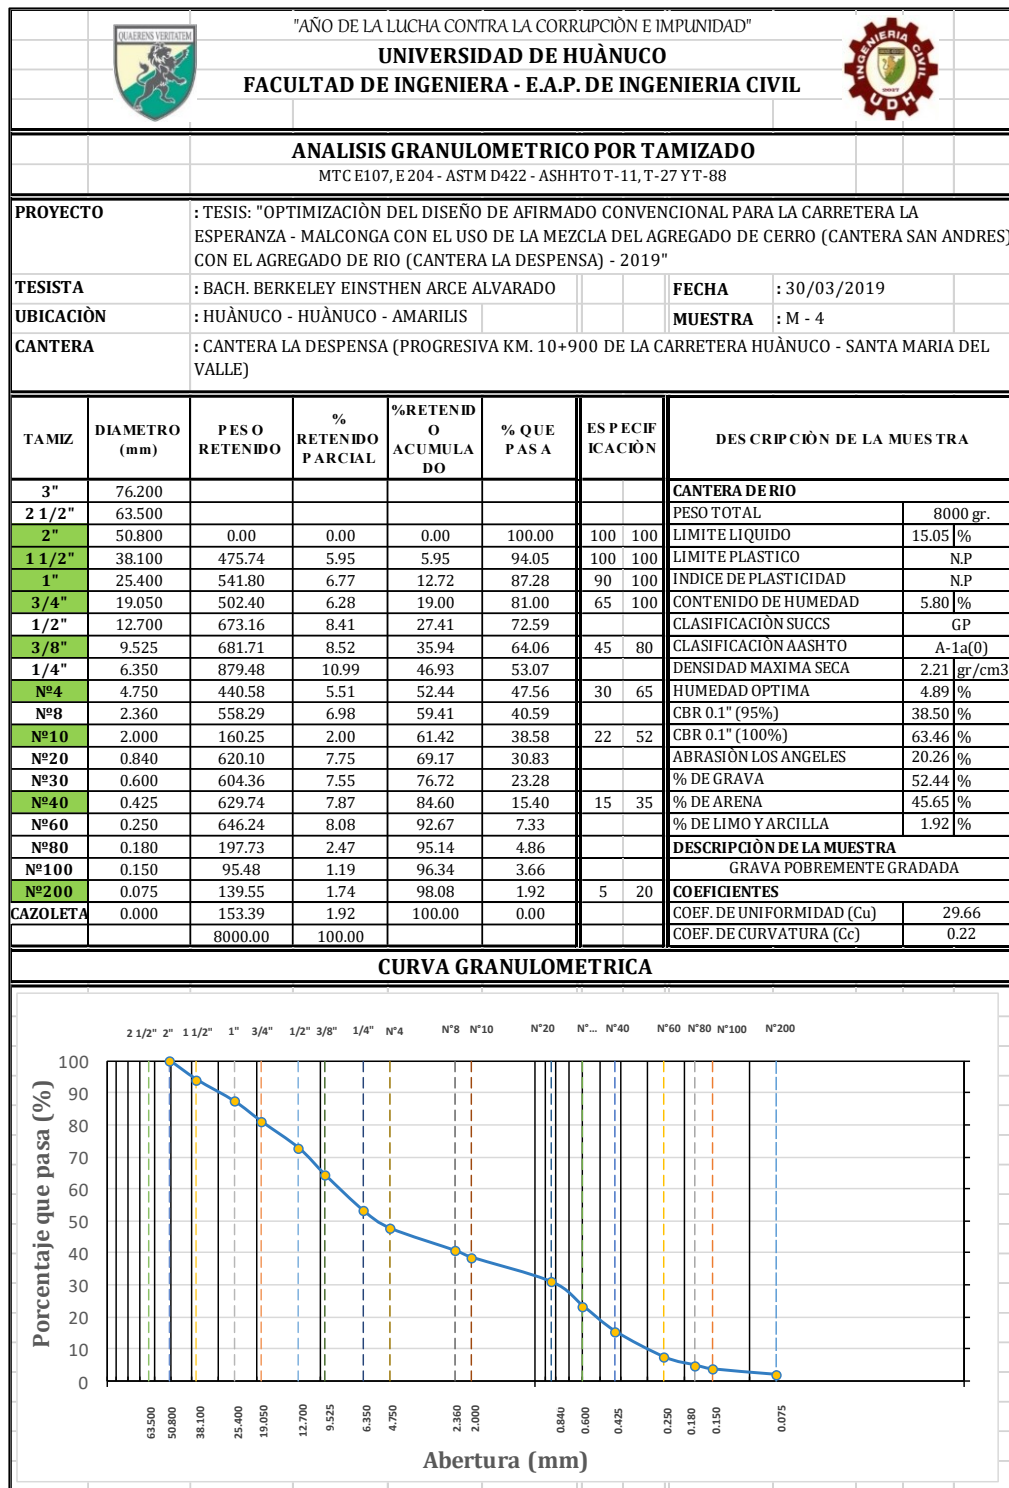 QUAERENS VERITATEM
"AÑO DE LA LUCHA CONTRA LA CORRUPCIÒN E IMPUNIDAD"
UNIVERSIDAD DE HUÀNUCO
FACULTAD DE INGENIERA - E.A.P. DE INGENIERIA CIVIL
INGENIERIA CIVIL
UDH
ANALISIS GRANULOMETRICO POR TAMIZADO
MTC E107, E 204 - ASTM D422 - ASHHTO T-11, T-27 Y T-88
PROYECTO : TESIS: "OPTIMIZACIÒN DEL DISEÑO DE AFIRMADO CONVENCIONAL PARA LA CARRETERA LA
ESPERANZA - MALCONGA CON EL USO DE LA MEZCLA DEL AGREGADO DE CERRO (CANTERA SAN ANDRES)
CON EL AGREGADO DE RIO (CANTERA LA DESPENSA) - 2019"
TESISTA : BACH. BERKELEY EINSTHEN ARCE ALVARADO FECHA : 30/03/2019
UBICACIÒN : HUÀNUCO - HUÀNUCO - AMARILIS MUESTRA : M - 4
CANTERA : CANTERA LA DESPENSA (PROGRESIVA KM. 10+900 DE LA CARRETERA HUÀNUCO - SANTA MARIA DEL
VALLE)
TAMIZ DIAMETRO (mm) PESO RETENIDO % RETENIDO PARCIAL %RETENIDO ACUMULADO % QUE PASA ESPECIFICACIÒN DESCRIPCIÒN DE LA MUESTRA
3" 76.200 CANTERA DE RIO
2 1/2" 63.500 PESO TOTAL 8000 gr.
2" 50.800 0.00 0.00 0.00 100.00 100 100 LIMITE LIQUIDO 15.05 %
1 1/2" 38.100 475.74 5.95 5.95 94.05 100 100 LIMITE PLASTICO N.P
1" 25.400 541.80 6.77 12.72 87.28 90 100 INDICE DE PLASTICIDAD N.P
3/4" 19.050 502.40 6.28 19.00 81.00 65 100 CONTENIDO DE HUMEDAD 5.80 %
1/2" 12.700 673.16 8.41 27.41 72.59 CLASIFICACIÒN SUCCS GP
3/8" 9.525 681.71 8.52 35.94 64.06 45 80 CLASIFICACIÒN AASHTO A-1a(0)
1/4" 6.350 879.48 10.99 46.93 53.07 DENSIDAD MAXIMA SECA 2.21 gr/cm3
Nº4 4.750 440.58 5.51 52.44 47.56 30 65 HUMEDAD OPTIMA 4.89 %
Nº8 2.360 558.29 6.98 59.41 40.59 CBR 0.1" (95%) 38.50 %
Nº10 2.000 160.25 2.00 61.42 38.58 22 52 CBR 0.1" (100%) 63.46 %
Nº20 0.840 620.10 7.75 69.17 30.83 ABRASIÒN LOS ANGELES 20.26 %
Nº30 0.600 604.36 7.55 76.72 23.28 % DE GRAVA 52.44 %
Nº40 0.425 629.74 7.87 84.60 15.40 15 35 % DE ARENA 45.65 %
Nº60 0.250 646.24 8.08 92.67 7.33 % DE LIMO Y ARCILLA 1.92 %
Nº80 0.180 197.73 2.47 95.14 4.86 DESCRIPCIÒN DE LA MUESTRA
Nº100 0.150 95.48 1.19 96.34 3.66 GRAVA POBREMENTE GRADADA
Nº200 0.075 139.55 1.74 98.08 1.92 5 20 COEFICIENTES
CAZOLETA 0.000 153.39 1.92 100.00 0.00 COEF. DE UNIFORMIDAD (Cu) 29.66
8000.00 100.00 COEF. DE CURVATURA (Cc) 0.22
CURVA GRANULOMETRICA
2 1/2" 2" 1 1/2" 1" 3/4" 1/2" 3/8" 1/4" N°4 N°8 N°10 N°20 N°... N°40 N°60 N°80 N°100 N°200
Porcentaje que pasa (%)
100
90
80
70
60
50
40
30
20
10
0
63.500 50.800 38.100 25.400 19.050 12.700 9.525 6.350 4.750 2.360 2.000 0.840 0.600 0.425 0.250 0.180 0.150 0.075
Abertura (mm)